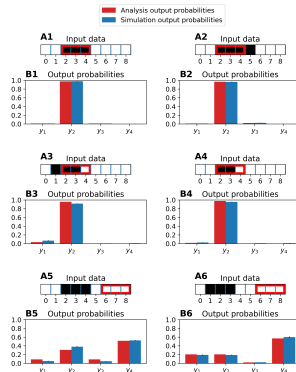 Analysis output probabilities
Simulation output probabilities
A1 Input data
0 1 2 3 4 5 6 7 8
A2 Input data
0 1 2 3 4 5 6 7 8
B1 Output probabilities
1.0
0.8
0.6
0.4
0.2
0.0
y1 y2 y3 y4
B2 Output probabilities
1.0
0.8
0.6
0.4
0.2
0.0
y1 y2 y3 y4
A3 Input data
0 1 2 3 4 5 6 7 8
A4 Input data
0 1 2 3 4 5 6 7 8
B3 Output probabilities
1.0
0.8
0.6
0.4
0.2
0.0
y1 y2 y3 y4
B4 Output probabilities
1.0
0.8
0.6
0.4
0.2
0.0
y1 y2 y3 y4
A5 Input data
0 1 2 3 4 5 6 7 8
A6 Input data
0 1 2 3 4 5 6 7 8
B5 Output probabilities
1.0
0.8
0.6
0.4
0.2
0.0
y1 y2 y3 y4
B6 Output probabilities
1.0
0.8
0.6
0.4
0.2
0.0
y1 y2 y3 y4